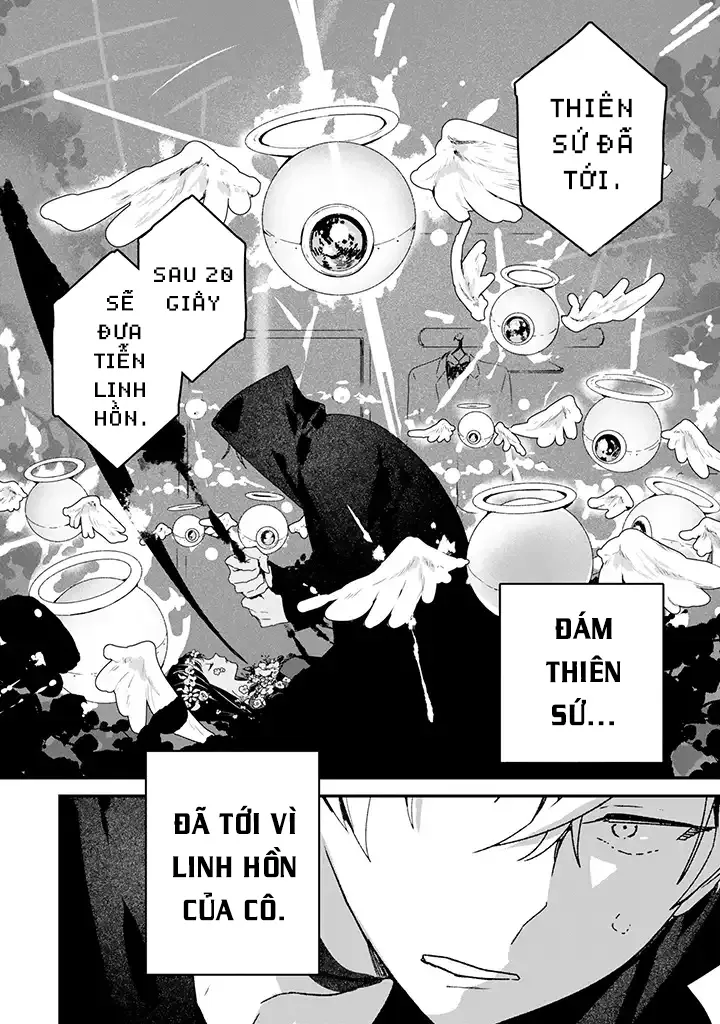 THIÊN
SỨ ĐÃ
TỚI.
SAU 20
GIÂY
SẼ
ĐƯA
TIỄN
LINH
HỒN.
ĐÁM
THIÊN
SỨ...
ĐÃ TỚI VÌ
LINH HỒN
CỦA CÔ.